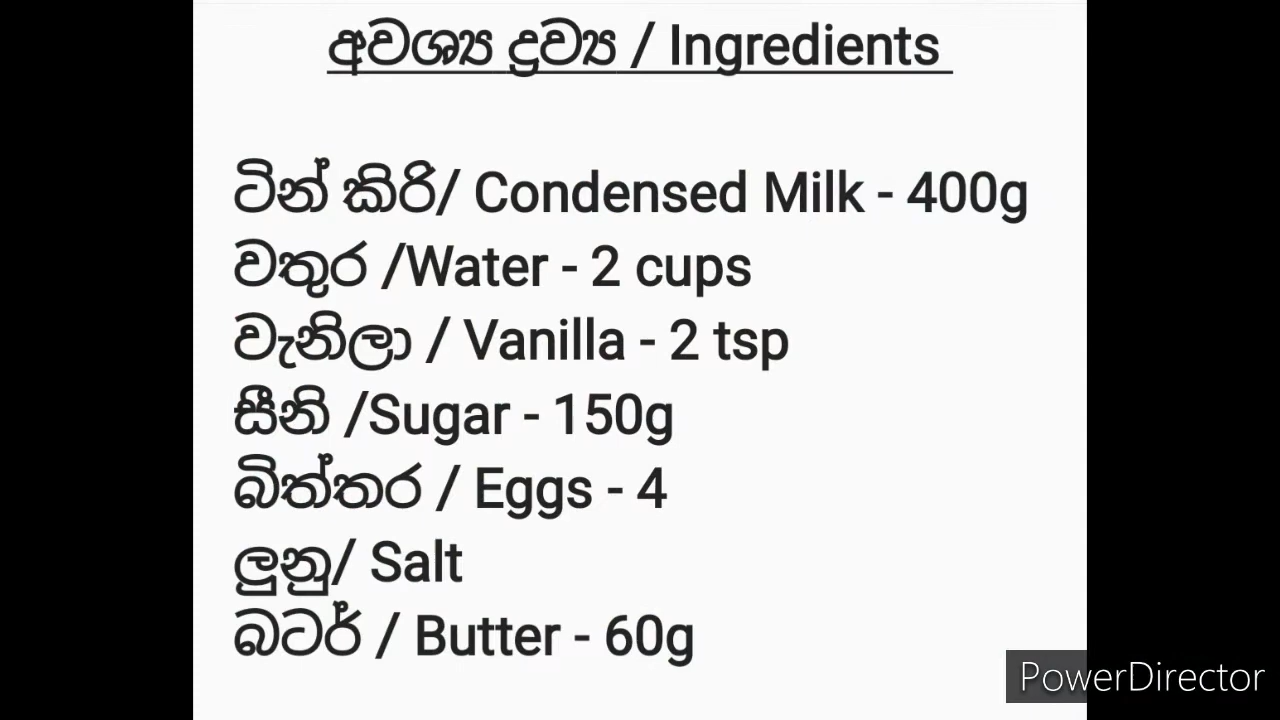 අවශ්‍ය ද්‍රව්‍ය / Ingredients
ටින් කිරි/ Condensed Milk - 400g
වතුර /Water - 2 cups
වැනිලා / Vanilla - 2 tsp
සීනි /Sugar - 150g
බිත්තර / Eggs - 4
ලුනු/ Salt
බටර් / Butter - 60g
PowerDirector